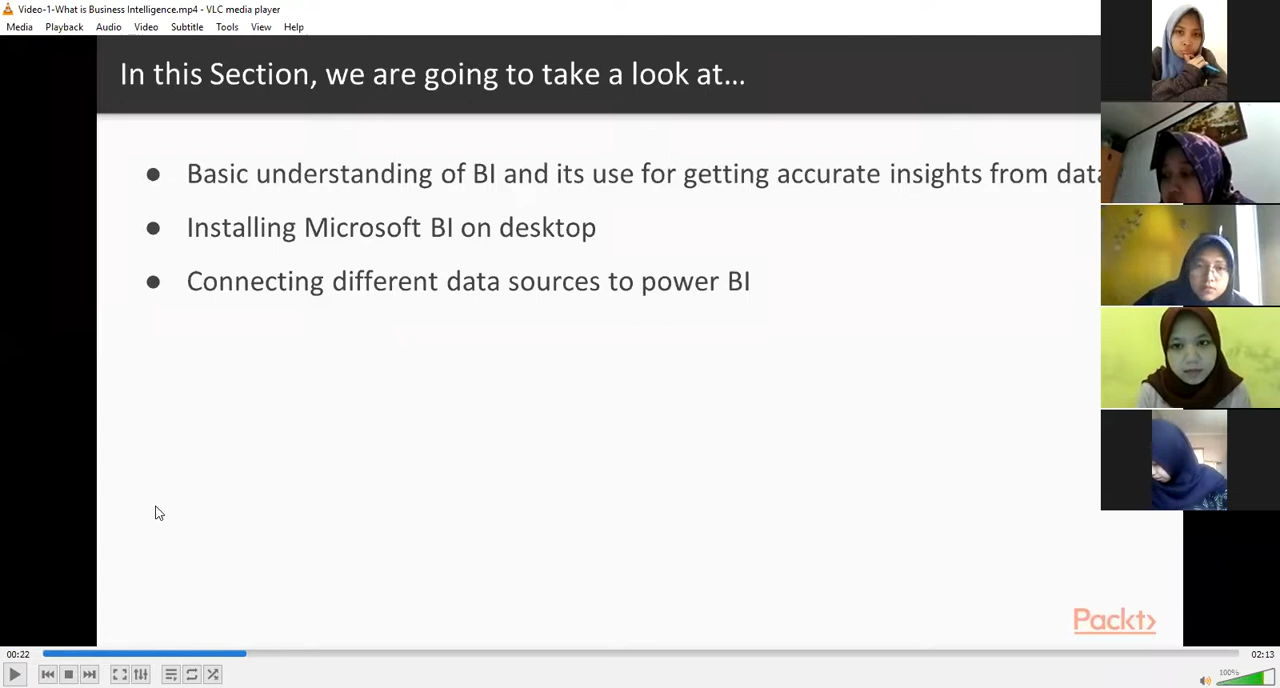 Video-1-What is Business Intelligence.mp4 - VLC media player
Media Playback Audio Video Subtitle Tools View Help
In this Section, we are going to take a look at...
● Basic understanding of BI and its use for getting accurate insights from data
● Installing Microsoft BI on desktop
● Connecting different data sources to power BI
Packt>
00:22
02:13
100%